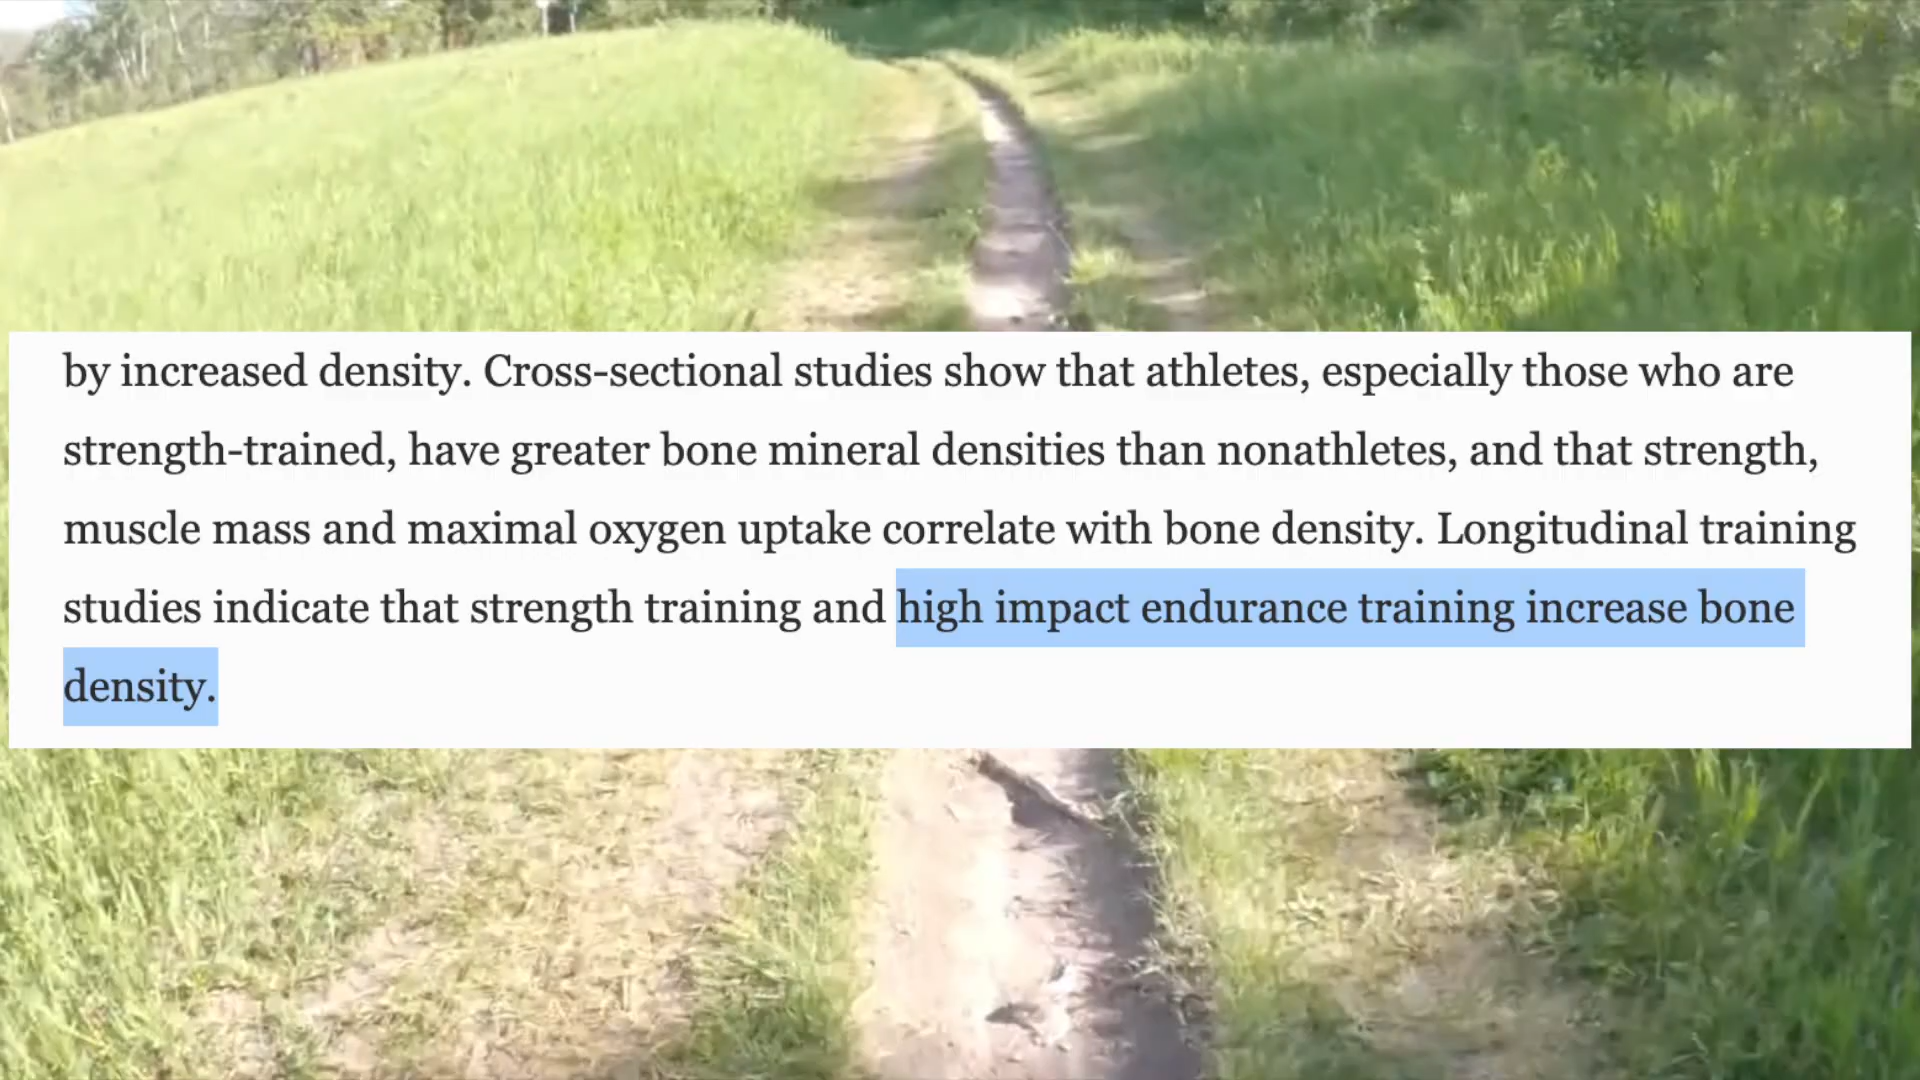 by increased density. Cross-sectional studies show that athletes, especially those who are
strength-trained, have greater bone mineral densities than nonathletes, and that strength,
muscle mass and maximal oxygen uptake correlate with bone density. Longitudinal training
studies indicate that strength training and high impact endurance training increase bone
density.